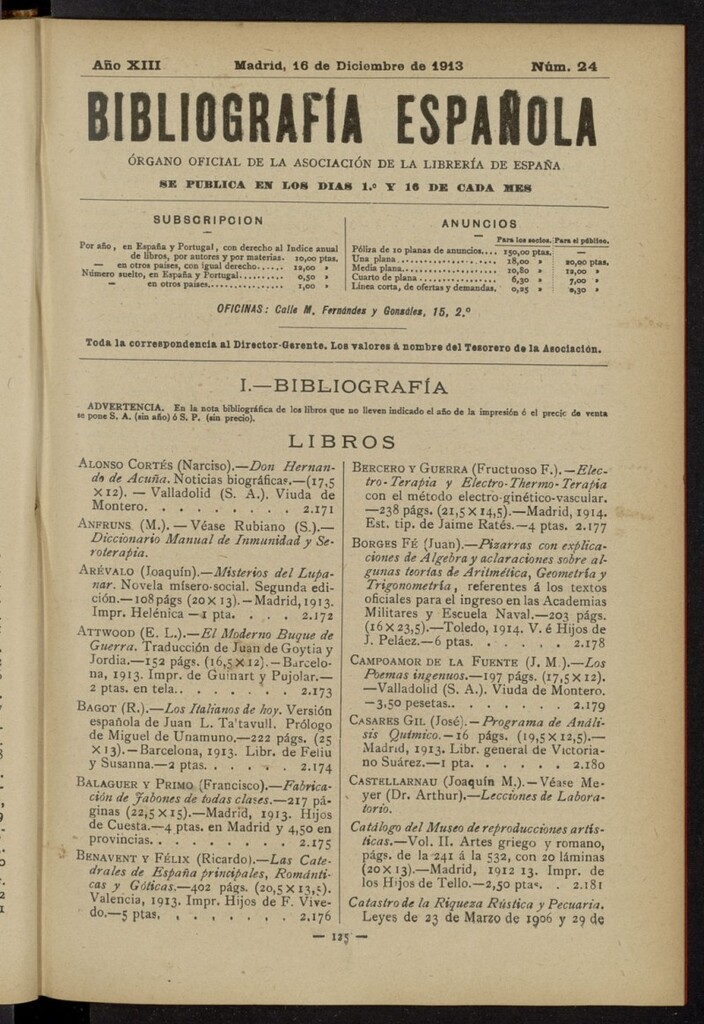 Año XIII Madrid, 16 de Diciembre de 1913 Núm. 24
BIBLIOGRAFÍA ESPAÑOLA
ÓRGANO OFICIAL DE LA ASOCIACIÓN DE LA LIBRERÍA DE ESPAÑA
SE PUBLICA EN LOS DIAS 1.º Y 16 DE CADA MES
SUBSCRIPCION
Por año, en España y Portugal, con derecho al Indice anual
de libros, por autores y por materias. 10,00 ptas.
— en otros países, con igual derecho...... 12,00 »
Número suelto, en España y Portugal.......... 0,50 »
— en otros países................ 1,00 »
ANUNCIOS
Para los socios. Para el público.
Póliza de 10 planas de anuncios.... 150,00 ptas. —
Una plana...................... 18,00 » 20,00 ptas.
Media plana..................... 10,80 » 12,00 »
Cuarto de plana................. 6,30 » 7,00 »
Línea corta, de ofertas y demandas. 0,25 » 0,30 »
OFICINAS: Calle M. Fernández y González, 15, 2.º
Toda la correspondencia al Director-Gerente. Los valores á nombre del Tesorero de la Asociación.
I.—BIBLIOGRAFÍA
ADVERTENCIA. En la nota bibliográfica de los libros que no lleven indicado el año de la impresión ó el precio de venta
se pone S. A. (sin año) ó S. P. (sin precio).
LIBROS
ALONSO CORTÉS (Narciso).—Don Hernan-
do de Acuña. Noticias biográficas.—(17,5
×12). — Valladolid (S. A.). Viuda de
Montero. . . . . . . . . 2.171
ANFRUNS (M.). — Véase Rubiano (S.).—
Diccionario Manual de Inmunidad y Se-
roterapia.
ARÉVALO (Joaquín).—Misterios del Lupa-
nar. Novela mísero-social. Segunda edi-
ción.—108 págs (20×13).—Madrid, 1913.
Impr. Helénica — 1 pta. . . . 2.172
ATTWOOD (E. L.).—El Moderno Buque de
Guerra. Traducción de Juan de Goytia y
Jordia.—152 págs. (16,5×12).—Barcelo-
na, 1913. Impr. de Guinart y Pujolar.—
2 ptas. en tela. . . . . . . 2.173
BAGOT (R.).—Los Italianos de hoy. Versión
española de Juan L. Ta'tavull. Prólogo
de Miguel de Unamuno.—222 págs. (25
×13).—Barcelona, 1913. Libr. de Feliu
y Susanna.—2 ptas. . . . . . 2.174
BALAGUER Y PRIMO (Francisco).—Fabrica-
ción de Jabones de todas clases.—217 pá-
ginas (22,5×15).—Madrid, 1913. Hijos
de Cuesta.—4 ptas. en Madrid y 4,50 en
provincias. . . . . . . . . 2.175
BENAVENT Y FÉLIX (Ricardo).—Las Cate-
drales de España principales, Románti-
cas y Góticas.—402 págs. (20,5×13,5).
Valencia, 1913. Impr. Hijos de F. Vive-
do.—5 ptas. . . . . . . . 2.176
BERCERO Y GUERRA (Fructuoso F.).—Elec-
tro-Terapia y Electro-Thermo-Terapia
con el método electro-ginético-vascular.
—238 págs. (21,5×14,5).—Madrid, 1914.
Est. tip. de Jaime Ratés.—4 ptas. 2.177
BORGES FÉ (Juan).—Pizarras con explica-
ciones de Algebra y aclaraciones sobre al-
gunas teorías de Aritmética, Geometría y
Trigonometría, referentes á los textos
oficiales para el ingreso en las Academias
Militares y Escuela Naval.—203 págs.
(16×23,5).—Toledo, 1914. V. é Hijos de
J. Peláez.—6 ptas. . . . . . 2.178
CAMPOAMOR DE LA FUENTE (J. M.).—Los
Poemas ingenuos.—197 págs. (17,5×12).
—Valladolid (S. A.). Viuda de Montero.
—3,50 pesetas. . . . . . . 2.179
CASARES GIL (José).—Programa de Análi-
sis Químico.—16 págs. (19,5×12,5).—
Madrid, 1913. Libr. general de Victoria-
no Suárez.—1 pta. . . . . . 2.180
CASTELLARNAU (Joaquín M.).—Véase Me-
yer (Dr. Arthur).—Lecciones de Labora-
torio.
Catálogo del Museo de reproducciones artís-
ticas.—Vol. II. Artes griego y romano,
págs. de la 241 á la 532, con 20 láminas
(20×13).—Madrid, 1912 13. Impr. de
los Hijos de Tello.—2,50 ptas. . 2.181
Catastro de la Riqueza Rústica y Pecuaria.
Leyes de 23 de Marzo de 1906 y 29 de
— 125 —